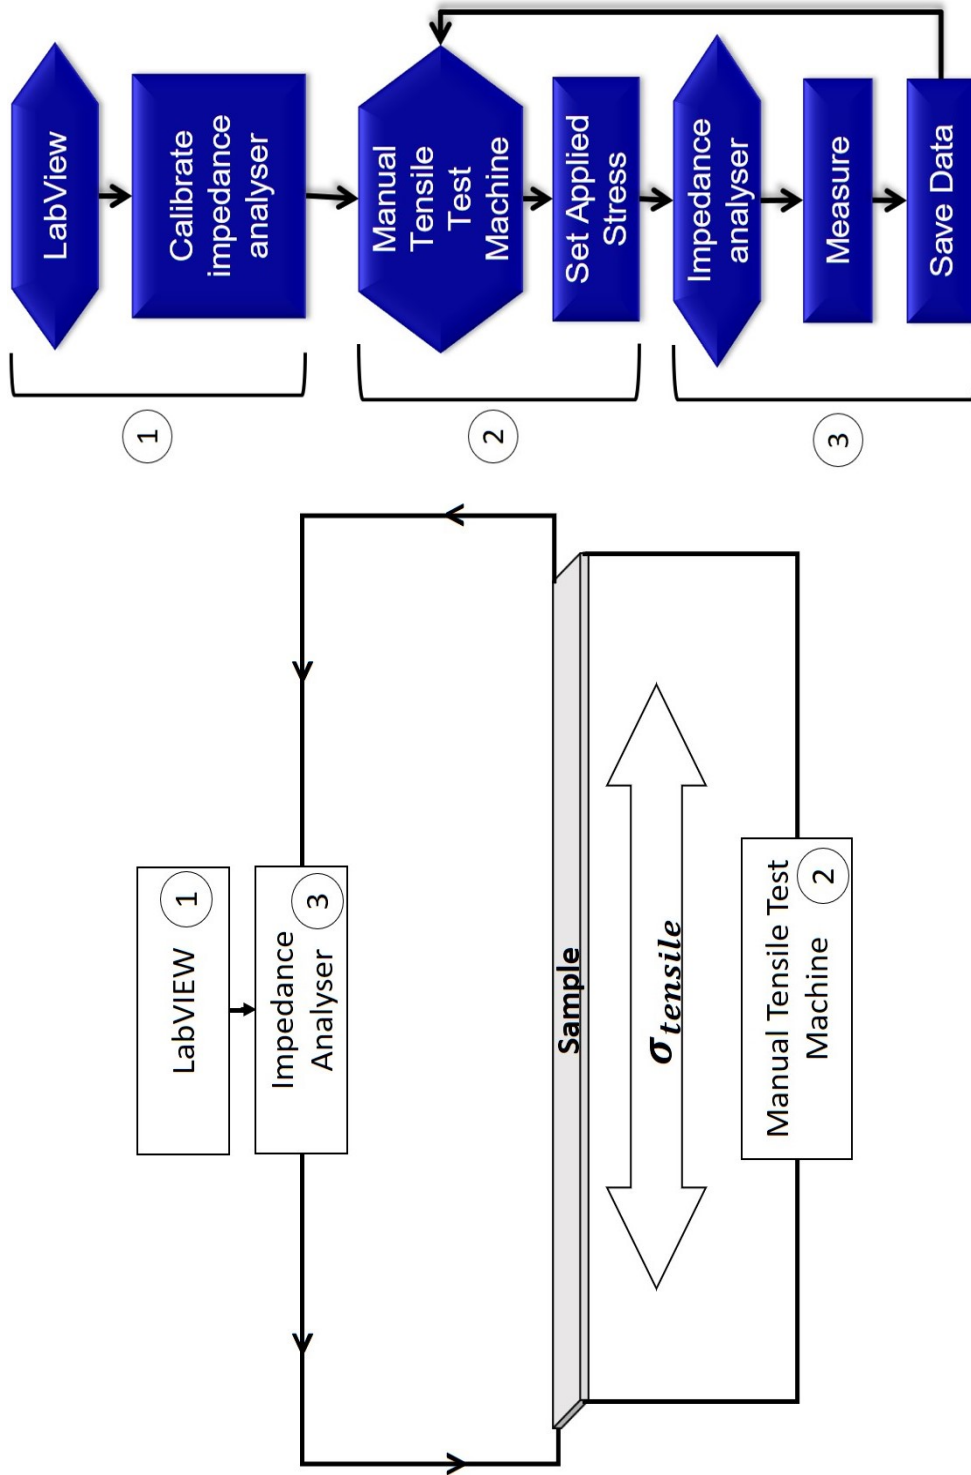 LabVIEW
1
Impedance
Analyser
3
Sample
σtensile
Manual Tensile Test
Machine
2
1
LabView
Calibrate
impedance
analyser
2
Manual
Tensile
Test
Machine
Set Applied
Stress
3
Impedance
analyser
Measure
Save Data